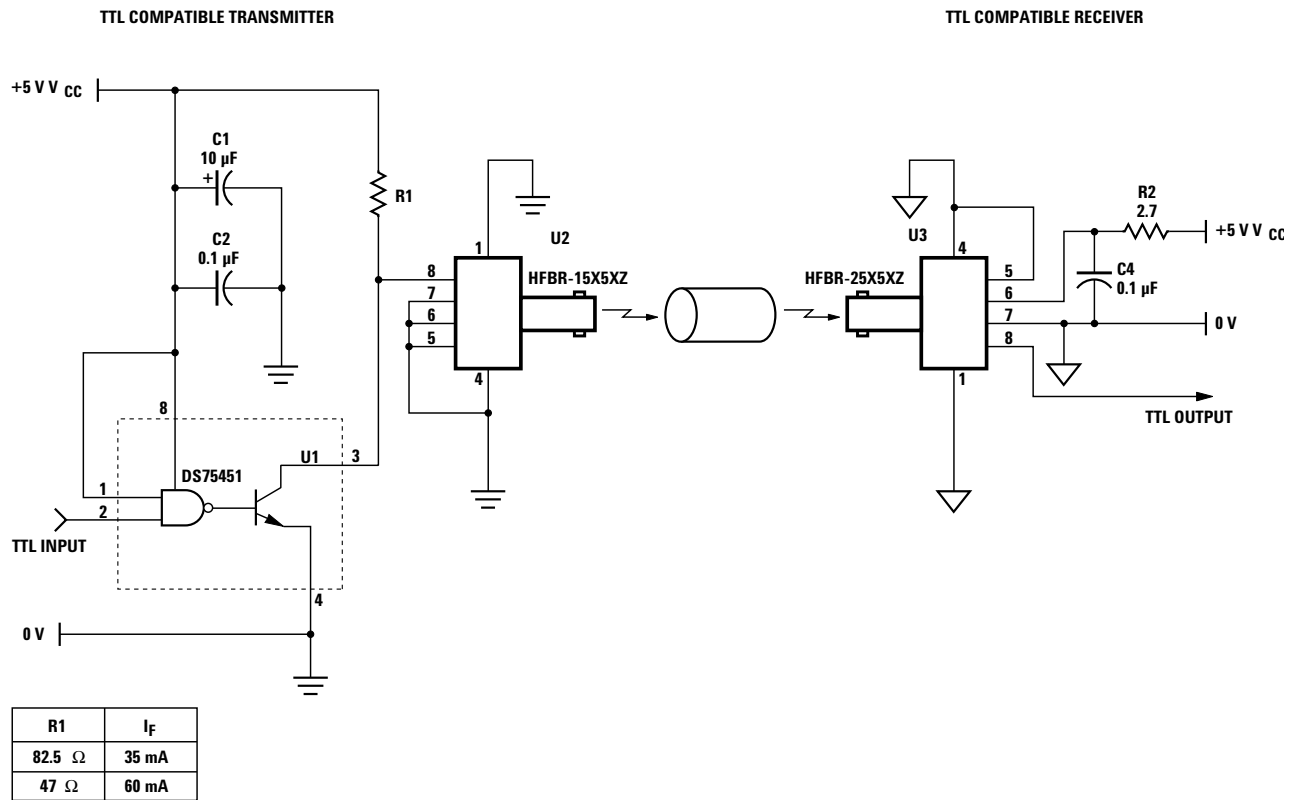 TTL COMPATIBLE TRANSMITTER
TTL COMPATIBLE RECEIVER
+5 V V CC
C1
10 µF
+
C2
0.1 µF
R1
8
DS75451
U1
3
1
2
TTL INPUT
4
0 V
1
U2
HFBR-15X5XZ
8
7
6
5
4
HFBR-25X5XZ
U3
4
5
6
7
8
1
R2
2.7
+5 V V CC
C4
0.1 µF
0 V
TTL OUTPUT
R1 IF
82.5 Ω 35 mA
47 Ω 60 mA